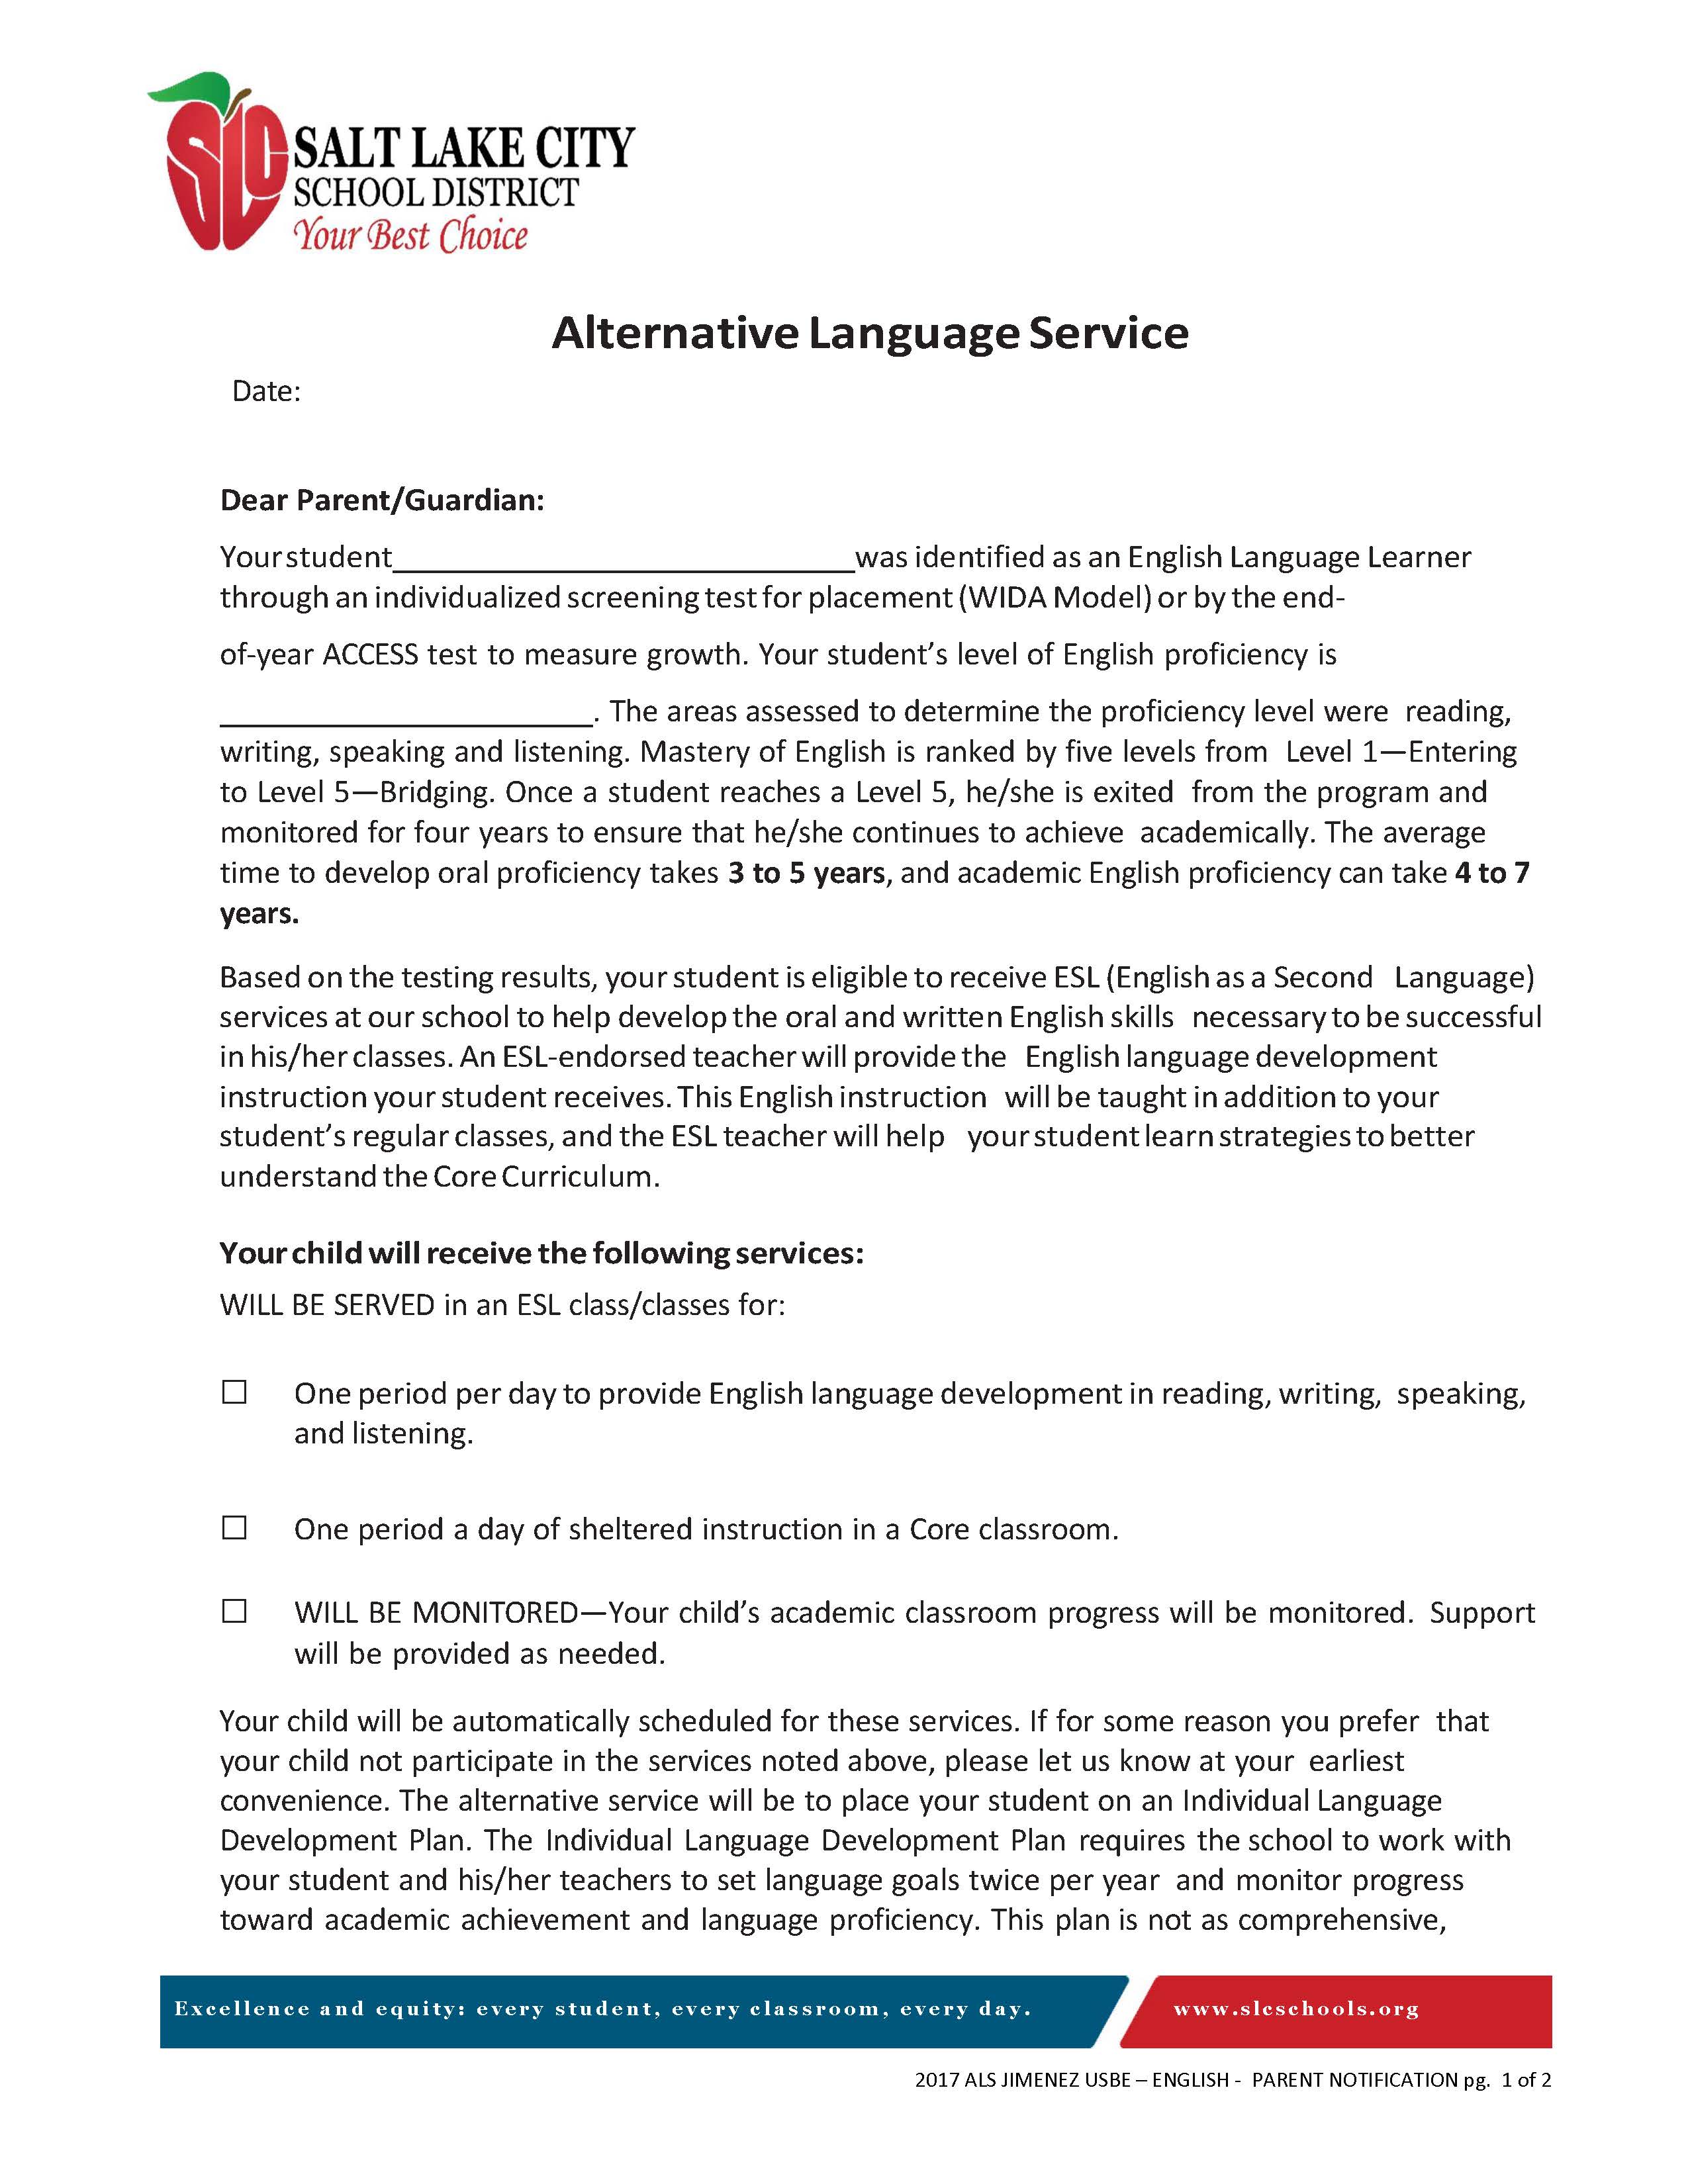 SLC
SALT LAKE CITY
SCHOOL DISTRICT
Your Best Choice
Alternative Language Service
Date:
Dear Parent/Guardian:
Your student____________________________was identified as an English Language Learner
through an individualized screening test for placement (WIDA Model) or by the end-
of-year ACCESS test to measure growth. Your student’s level of English proficiency is
______________________. The areas assessed to determine the proficiency level were reading,
writing, speaking and listening. Mastery of English is ranked by five levels from Level 1—Entering
to Level 5—Bridging. Once a student reaches a Level 5, he/she is exited from the program and
monitored for four years to ensure that he/she continues to achieve academically. The average
time to develop oral proficiency takes 3 to 5 years, and academic English proficiency can take 4 to 7
years.
Based on the testing results, your student is eligible to receive ESL (English as a Second Language)
services at our school to help develop the oral and written English skills necessary to be successful
in his/her classes. An ESL-endorsed teacher will provide the English language development
instruction your student receives. This English instruction will be taught in addition to your
student’s regular classes, and the ESL teacher will help your student learn strategies to better
understand the Core Curriculum.
Your child will receive the following services:
WILL BE SERVED in an ESL class/classes for:
☐ One period per day to provide English language development in reading, writing, speaking,
and listening.
☐ One period a day of sheltered instruction in a Core classroom.
☐ WILL BE MONITORED—Your child’s academic classroom progress will be monitored. Support
will be provided as needed.
Your child will be automatically scheduled for these services. If for some reason you prefer that
your child not participate in the services noted above, please let us know at your earliest
convenience. The alternative service will be to place your student on an Individual Language
Development Plan. The Individual Language Development Plan requires the school to work with
your student and his/her teachers to set language goals twice per year and monitor progress
toward academic achievement and language proficiency. This plan is not as comprehensive,
Excellence and equity: every student, every classroom, every day.
www.slcschools.org
2017 ALS JIMENEZ USBE – ENGLISH - PARENT NOTIFICATION pg. 1 of 2